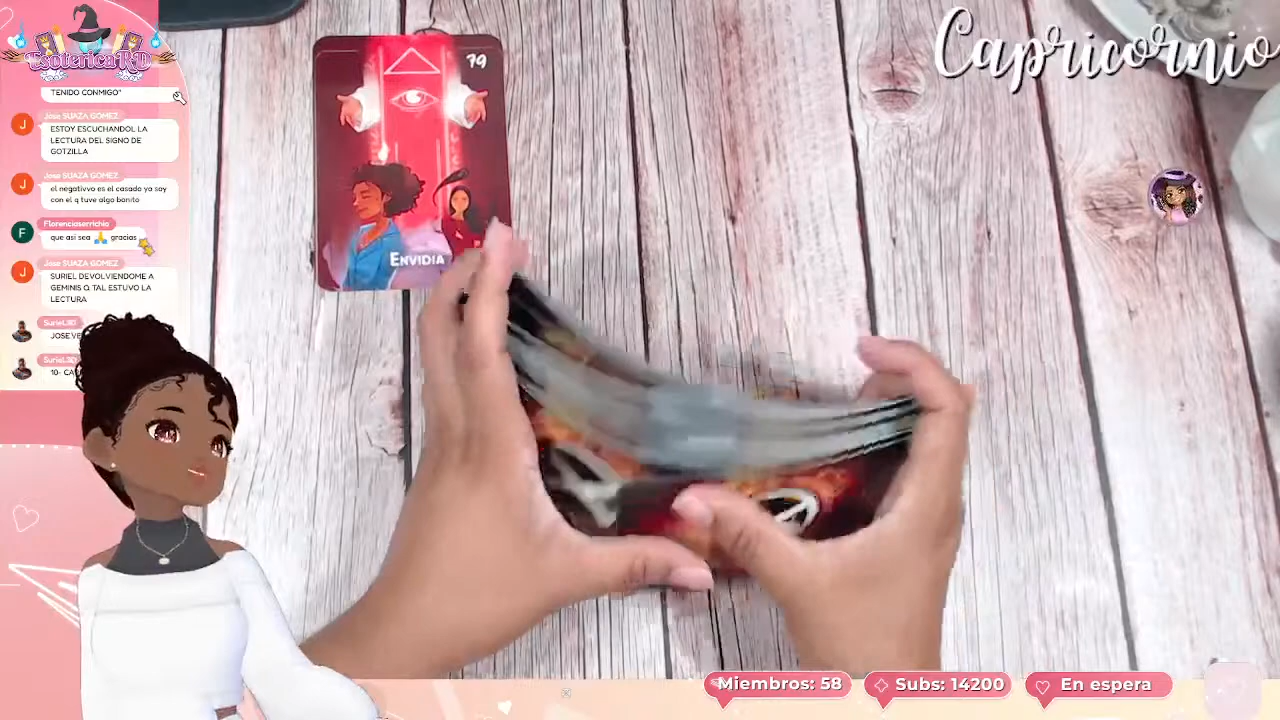 EsotericaRD
Capricornio
79
ENVIDIA
TENIDO CONMIGO"
Jose SUAZA GOMEZ
ESTOY ESCUCHANDOL LA
LECTURA DEL SIGNO DE
GOTZILLA
Jose SUAZA GOMEZ
el negativvo es el casado ya soy
con el q tuve algo bonito
Florenciaserrichio
que asi sea 🙏 gracias
Jose SUAZA GOMEZ
SURIEL DEVOLVIENDOME A
GEMINIS Q TAL ESTUVO LA
LECTURA
Miembros: 58
Subs: 14200
En espera